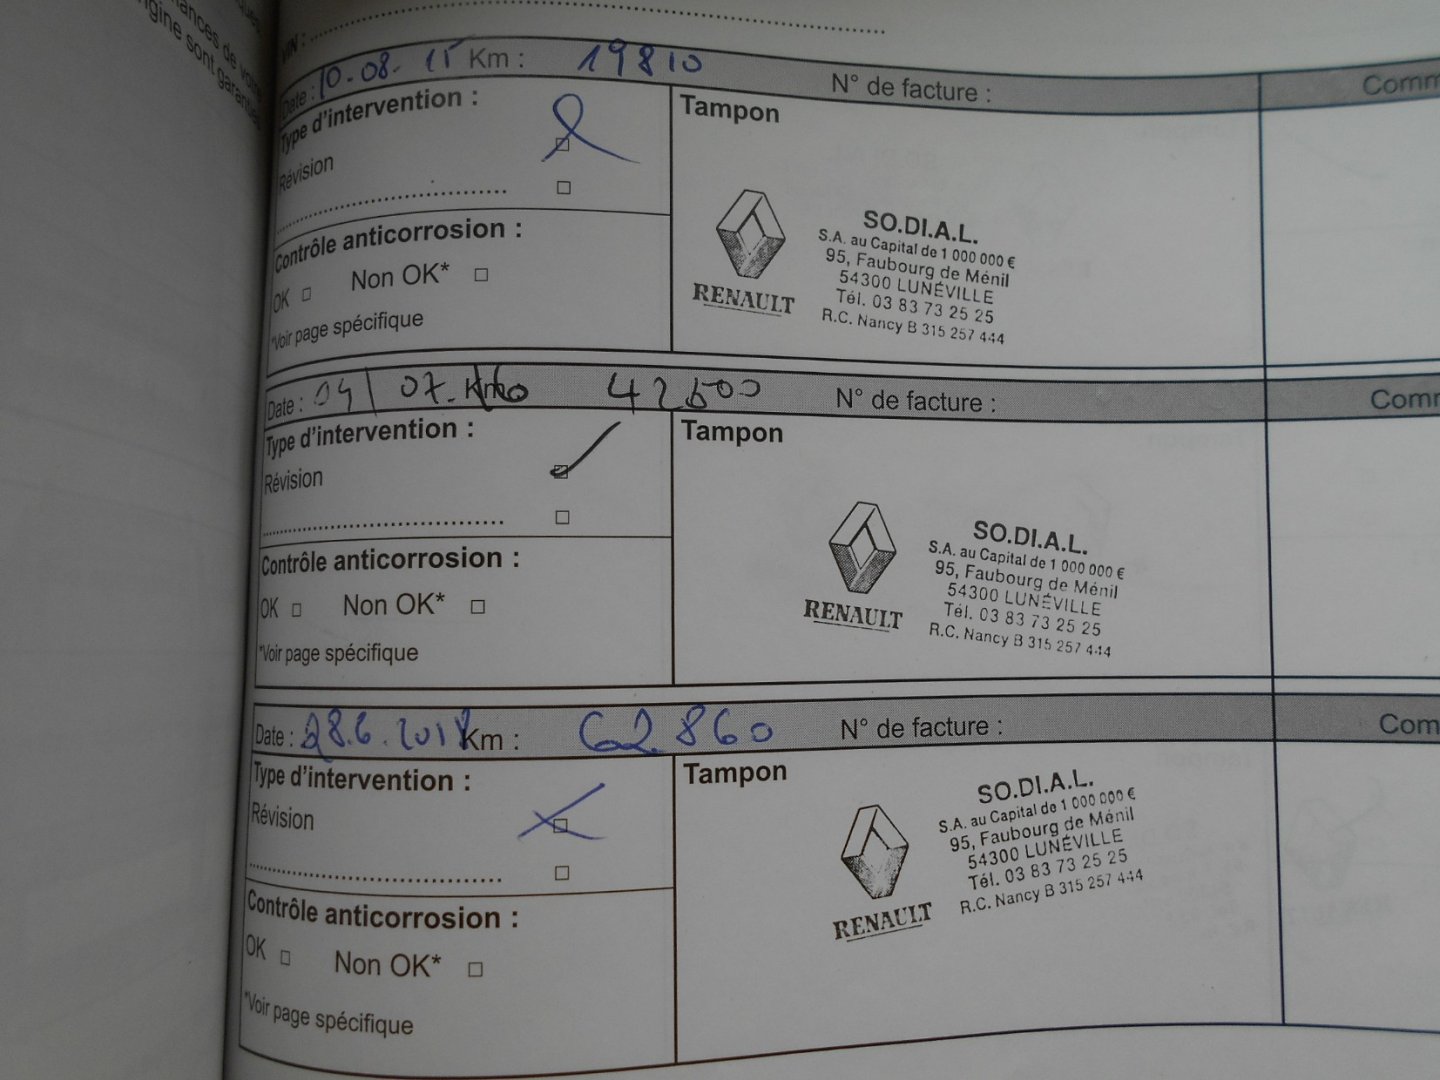 VIN : ........
Date : 10-08-15 Km : 19810 N° de facture : Comm
Type d'intervention :
Révision
Tampon
Contrôle anticorrosion :
OK Non OK*
*Voir page spécifique
RENAULT
SO.DI.A.L.
S.A. au Capital de 1 000 000 €
95, Faubourg de Ménil
54300 LUNÉVILLE
Tél. 03 83 73 25 25
R.C. Nancy B 315 257 444
Date : 04/07-16 Km : 42600 N° de facture : Comm
Type d'intervention :
Révision
Tampon
Contrôle anticorrosion :
OK Non OK*
*Voir page spécifique
RENAULT
SO.DI.A.L.
S.A. au Capital de 1 000 000 €
95, Faubourg de Ménil
54300 LUNÉVILLE
Tél. 03 83 73 25 25
R.C. Nancy B 315 257 444
Date : 28.6.2017 Km : 62860 N° de facture : Com
Type d'intervention :
Révision
Tampon
Contrôle anticorrosion :
OK Non OK*
*Voir page spécifique
RENAULT
SO.DI.A.L.
S.A. au Capital de 1 000 000 €
95, Faubourg de Ménil
54300 LUNÉVILLE
Tél. 03 83 73 25 25
R.C. Nancy B 315 257 444